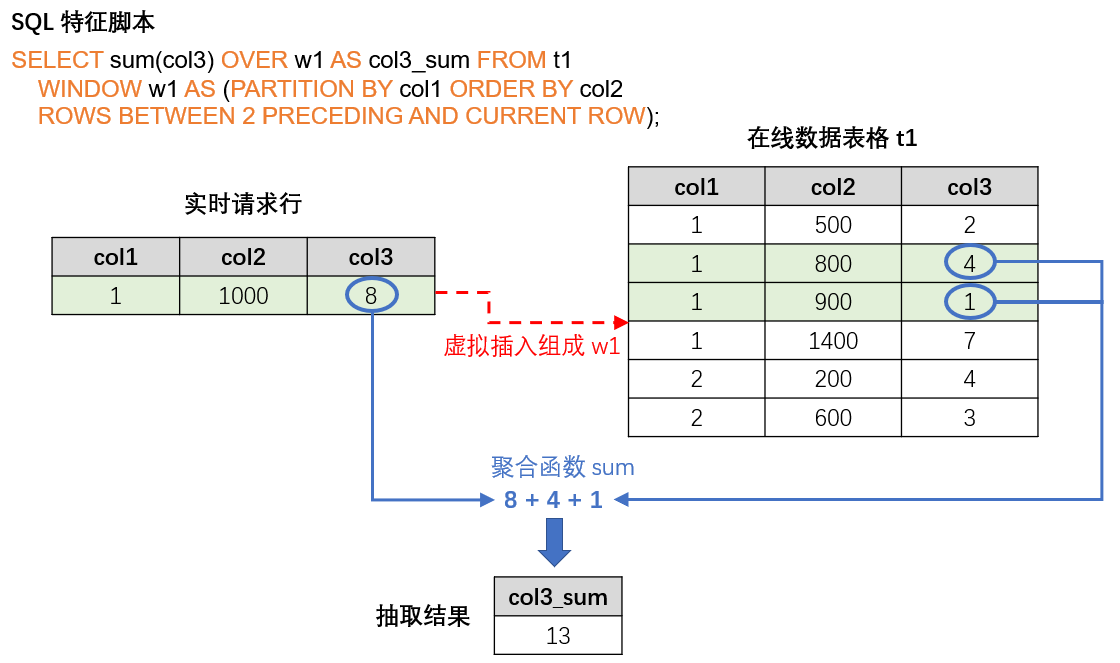 SQL 特征脚本
SELECT sum(col3) OVER w1 AS col3_sum FROM t1
WINDOW w1 AS (PARTITION BY col1 ORDER BY col2
ROWS BETWEEN 2 PRECEDING AND CURRENT ROW);
在线数据表格 t1
col1 col2 col3
1 500 2
1 800 4
1 900 1
1 1400 7
2 200 4
2 600 3
实时请求行
col1 col2 col3
1 1000 8
虚拟插入组成 w1
聚合函数 sum
8 + 4 + 1
抽取结果
col3_sum
13